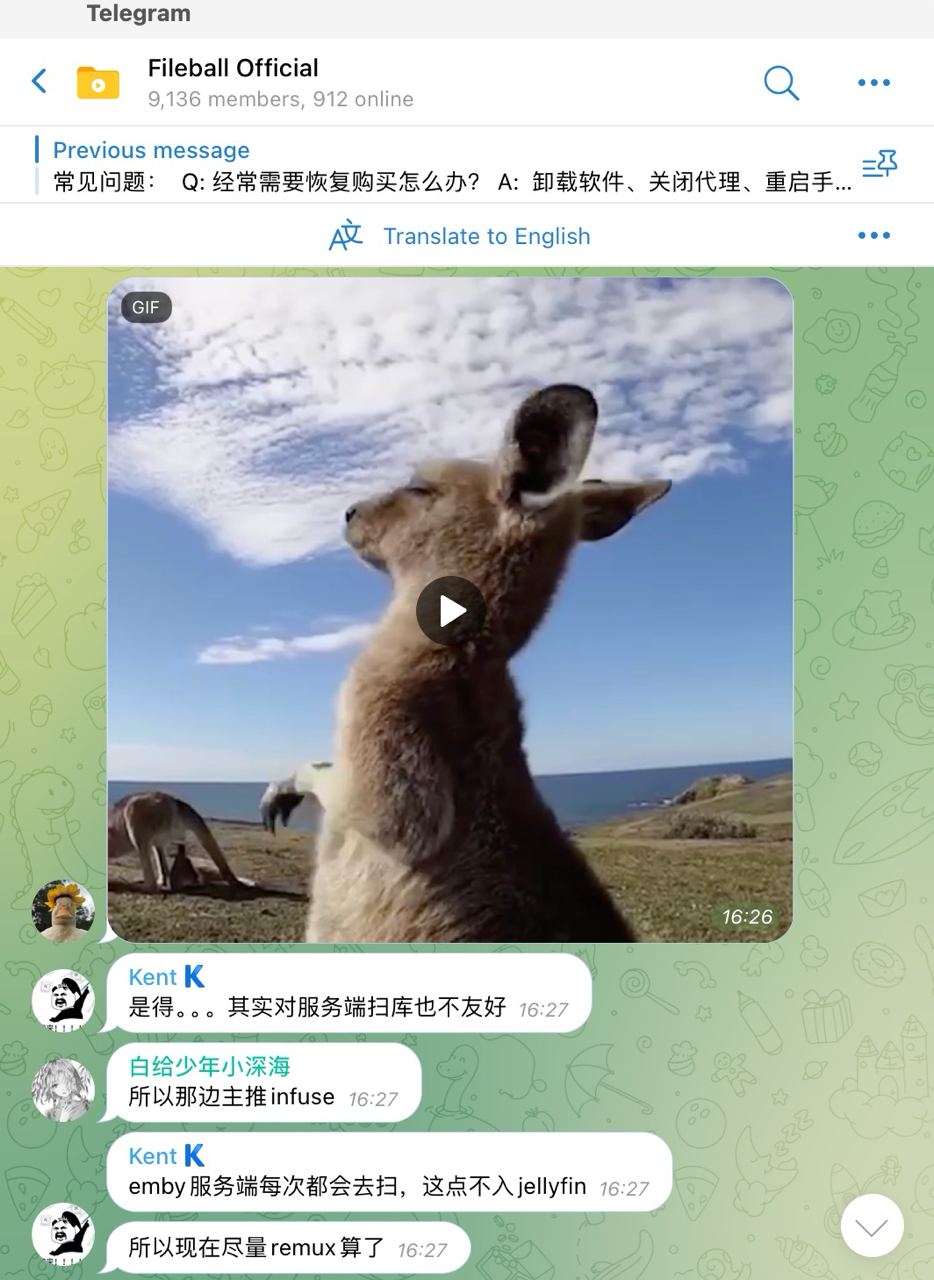 Telegram
Fileball Official
9,136 members, 912 online
Previous message
常见问题： Q: 经常需要恢复购买怎么办？ A: 卸载软件、关闭代理、重启手...
Translate to English
GIF
16:26
Kent K
是得。。。其实对服务端扫库也不友好 16:27
白给少年小深海
所以那边主推infuse 16:27
Kent K
emby服务端每次都会去扫，这点不入jellyfin 16:27
所以现在尽量remux算了 16:27